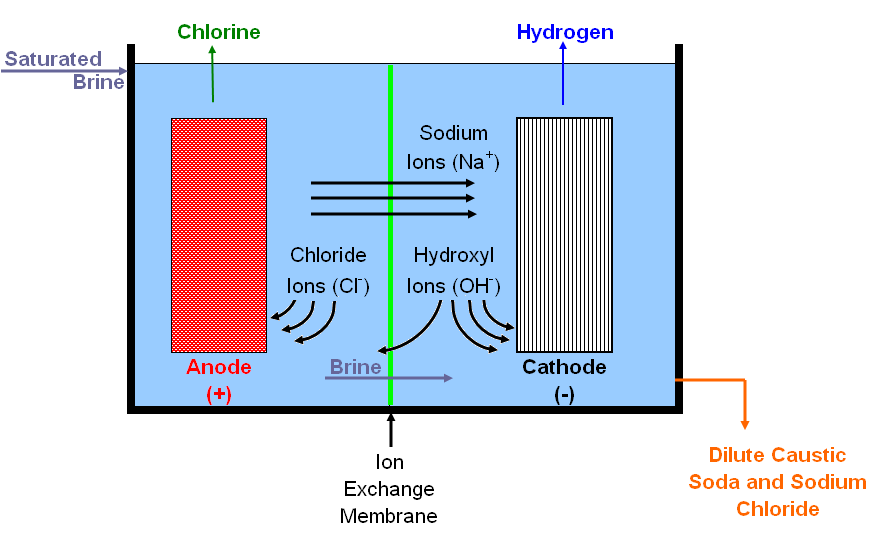 Chlorine
Hydrogen
Saturated
Brine
Sodium
Ions (Na⁺)
Chloride
Ions (Cl⁻)
Hydroxyl
Ions (OH⁻)
Anode
(+)
Brine
Cathode
(-)
Ion
Exchange
Membrane
Dilute Caustic
Soda and Sodium
Chloride